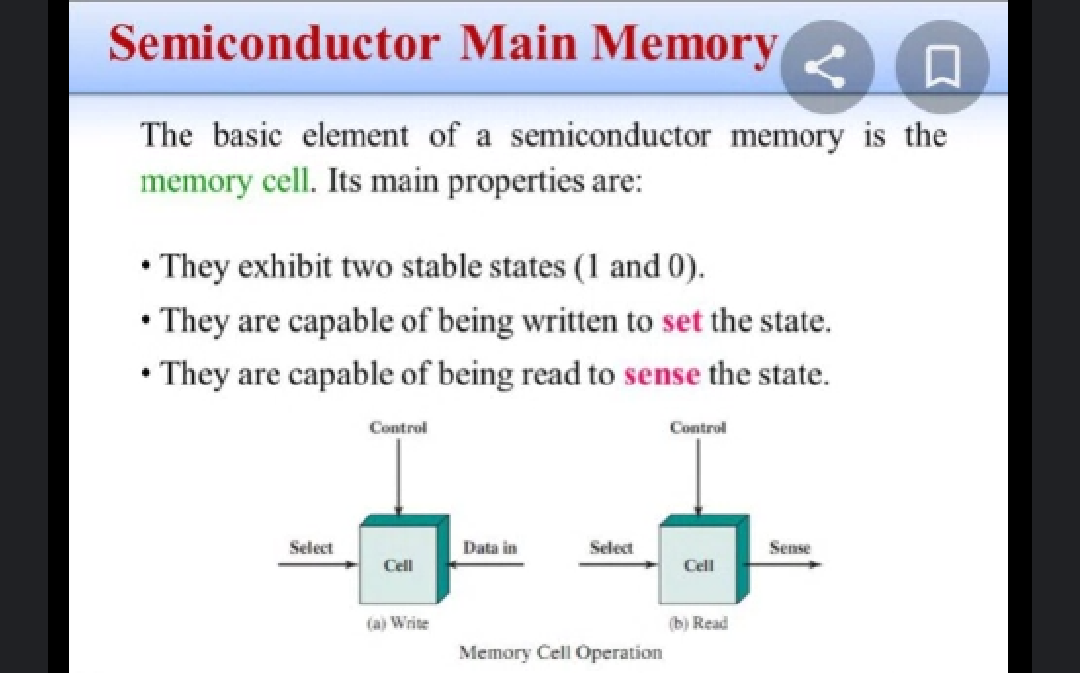 Semiconductor Main Memory
The basic element of a semiconductor memory is the
memory cell. Its main properties are:
• They exhibit two stable states (1 and 0).
• They are capable of being written to set the state.
• They are capable of being read to sense the state.
Control
Select
Cell
Data in
(a) Write
Control
Select
Cell
Sense
(b) Read
Memory Cell Operation